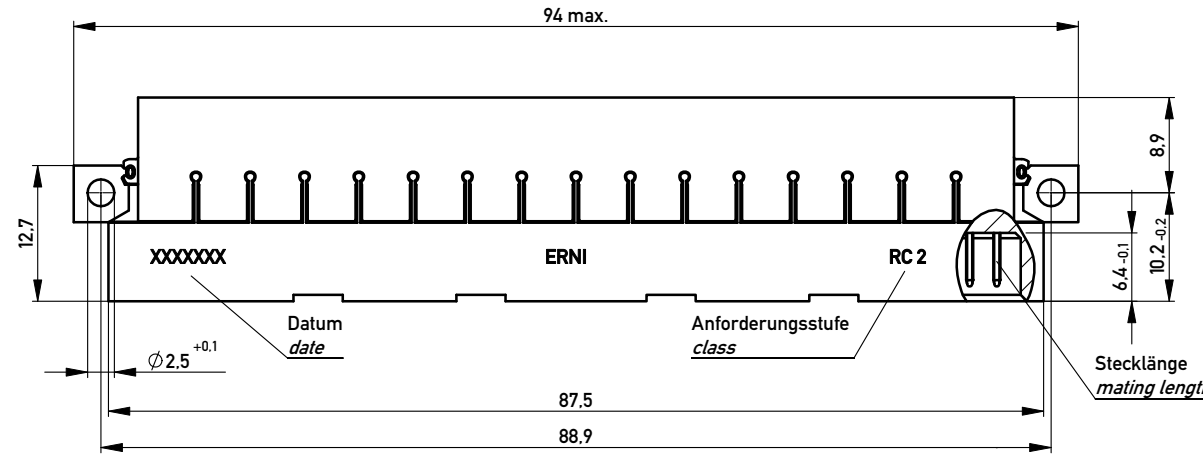 94 max.
8,9
12,7
XXXXXXX
ERNI
RC 2
6,4 -0,1
10,2 -0,2
Datum
date
Anforderungsstufe
class
⌀2,5 +0,1
Stecklänge
mating length
87,5
88,9